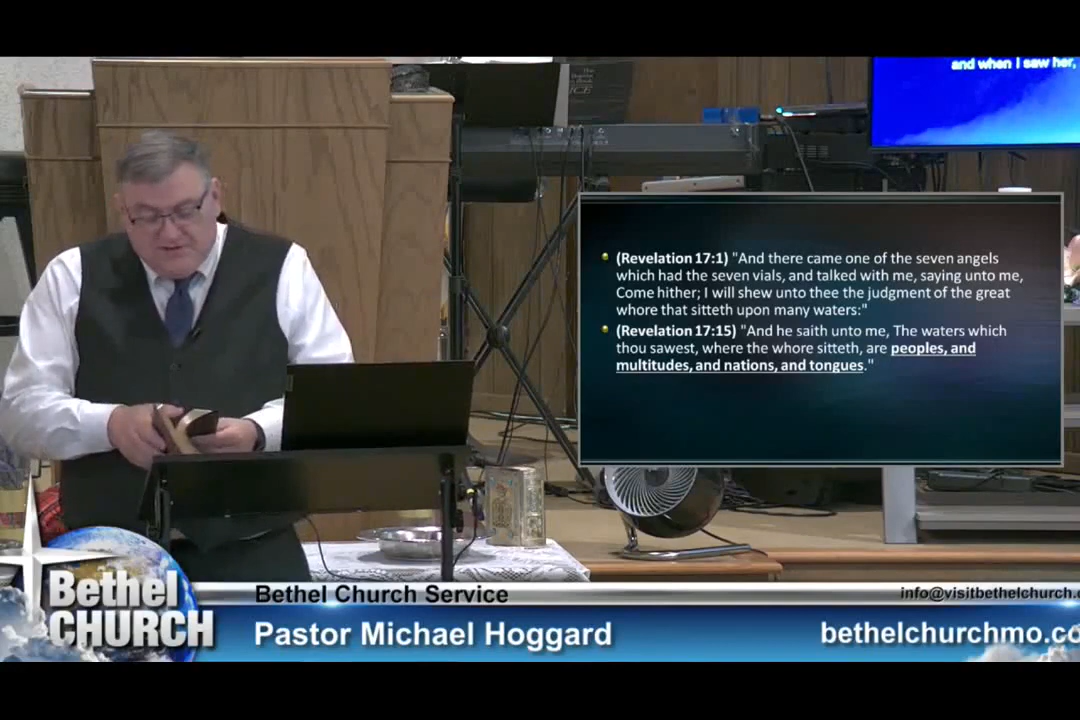 and when I saw her,
ICE
(Revelation 17:1) "And there came one of the seven angels
which had the seven vials, and talked with me, saying unto me,
Come hither; I will shew unto thee the judgment of the great
whore that sitteth upon many waters:"
(Revelation 17:15) "And he saith unto me, The waters which
thou sawest, where the whore sitteth, are peoples, and
multitudes, and nations, and tongues."
Bethel
CHURCH
Bethel Church Service
info@visitbethelchurch.
Pastor Michael Hoggard
bethelchurchmo.co